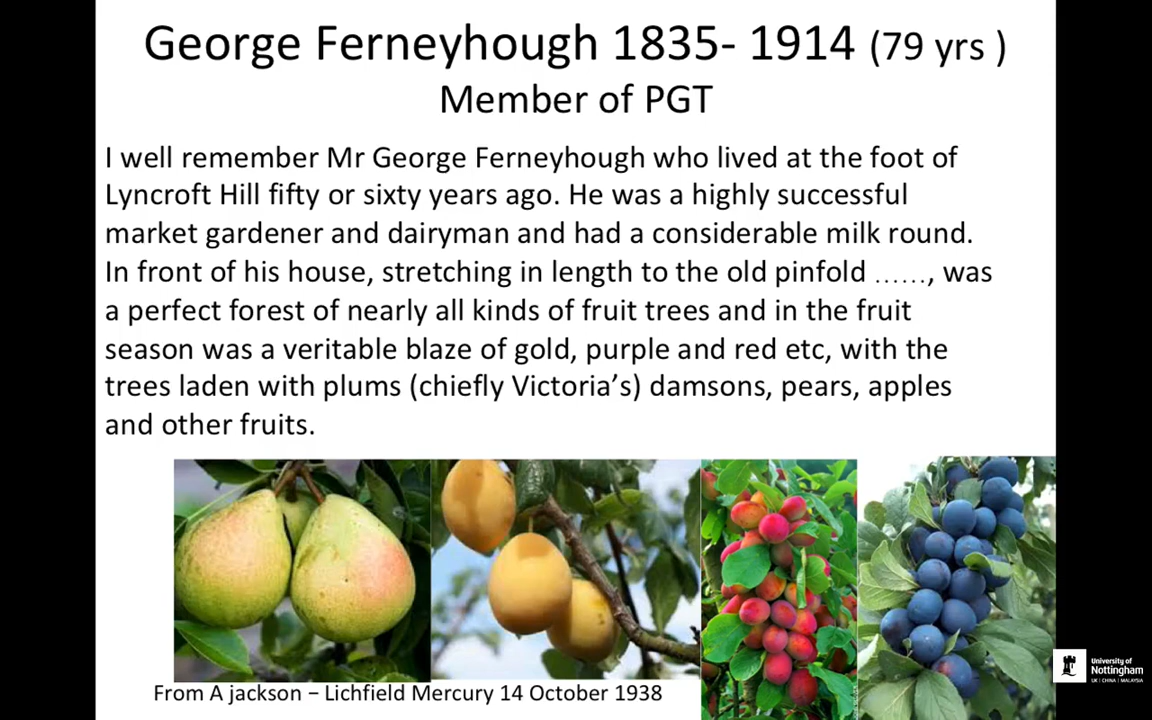 George Ferneyhough 1835- 1914 (79 yrs )
Member of PGT
I well remember Mr George Ferneyhough who lived at the foot of
Lyncroft Hill fifty or sixty years ago. He was a highly successful
market gardener and dairyman and had a considerable milk round.
In front of his house, stretching in length to the old pinfold ......, was
a perfect forest of nearly all kinds of fruit trees and in the fruit
season was a veritable blaze of gold, purple and red etc, with the
trees laden with plums (chiefly Victoria's) damsons, pears, apples
and other fruits.
From A jackson – Lichfield Mercury 14 October 1938
University of
Nottingham
UK | CHINA | MALAYSIA